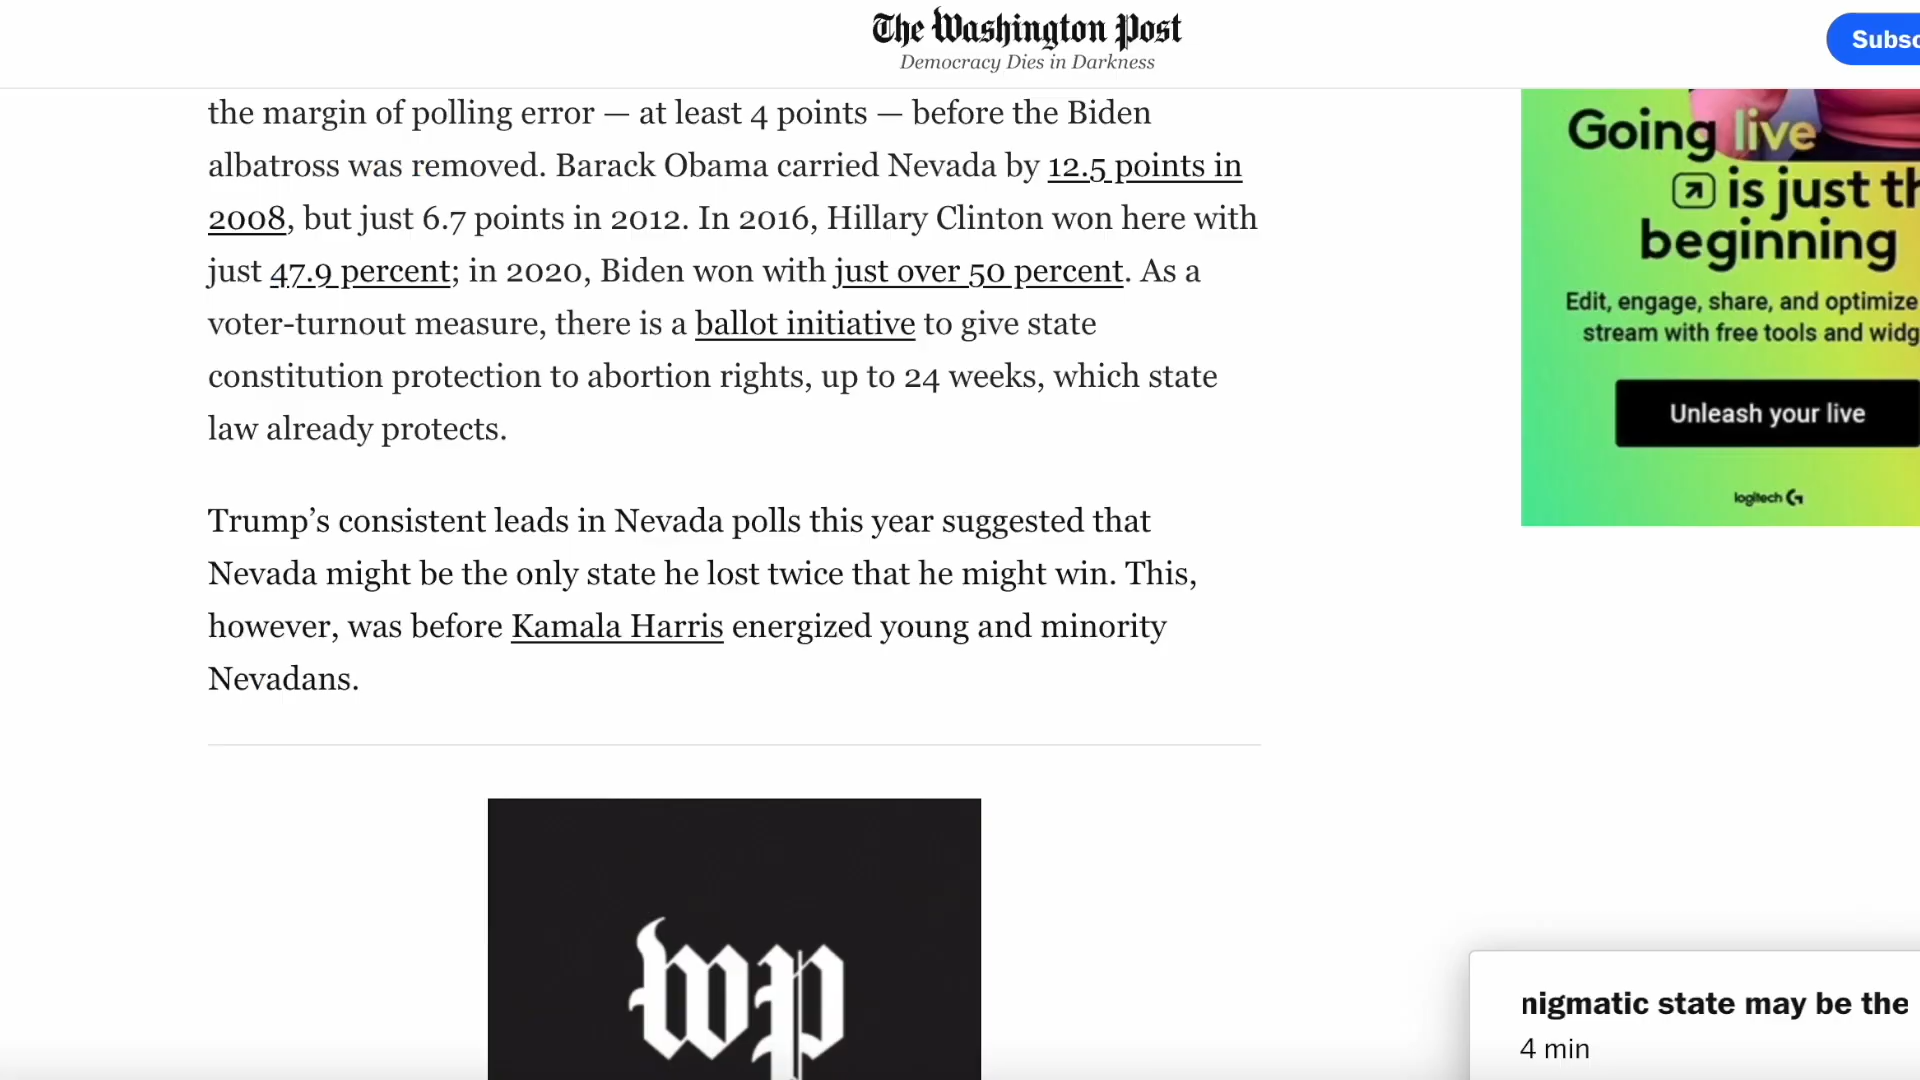 The Washington Post
Democracy Dies in Darkness
Subsc
the margin of polling error — at least 4 points — before the Biden
albatross was removed. Barack Obama carried Nevada by 12.5 points in
2008, but just 6.7 points in 2012. In 2016, Hillary Clinton won here with
just 47.9 percent; in 2020, Biden won with just over 50 percent. As a
voter-turnout measure, there is a ballot initiative to give state
constitution protection to abortion rights, up to 24 weeks, which state
law already protects.
Trump’s consistent leads in Nevada polls this year suggested that
Nevada might be the only state he lost twice that he might win. This,
however, was before Kamala Harris energized young and minority
Nevadans.
wp
Going live
is just th
beginning
Edit, engage, share, and optimize
stream with free tools and widg
Unleash your live
logitech G
nigmatic state may be the
4 min